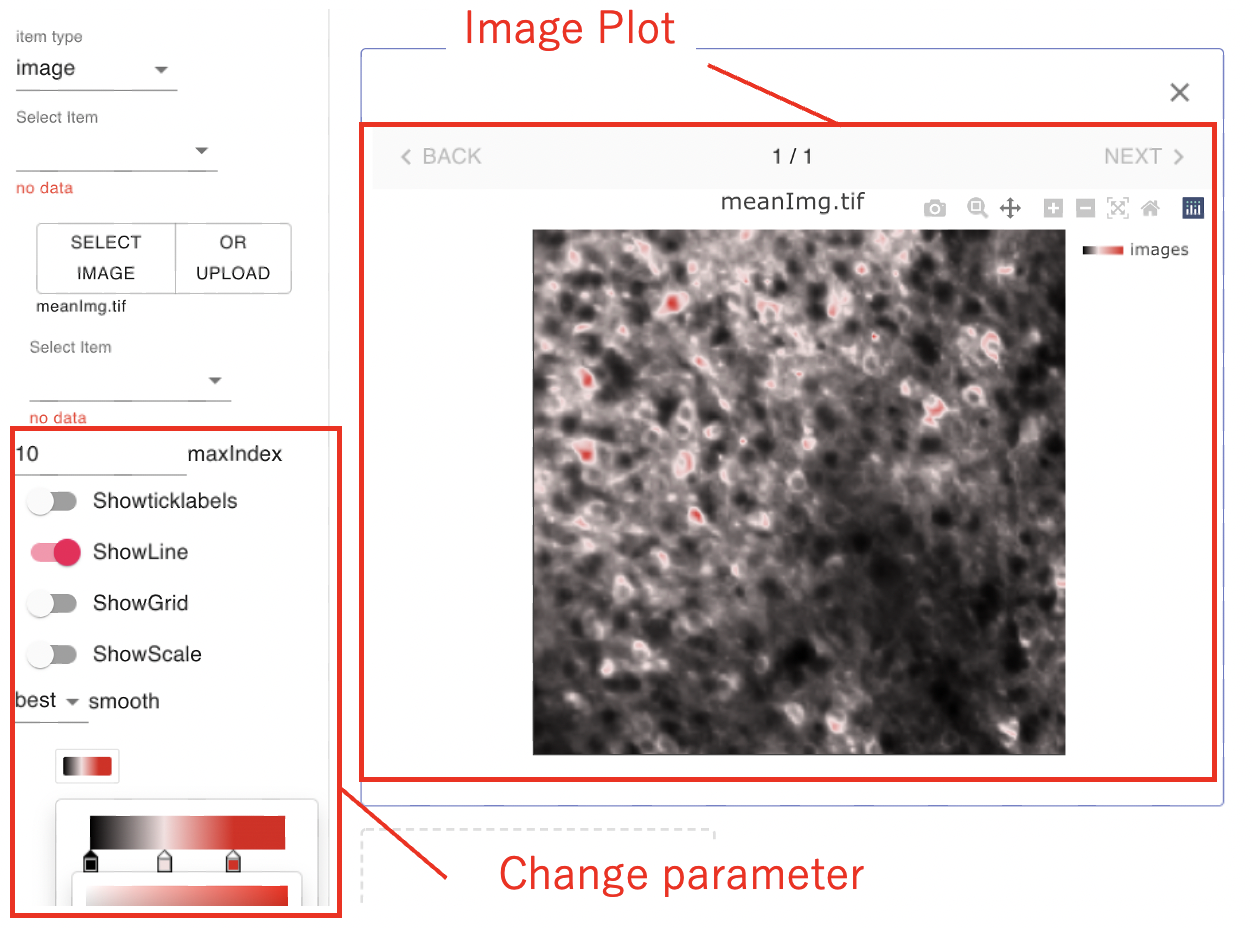 Image Plot
item type
image
Select Item
no data
SELECT
IMAGE
OR
UPLOAD
meanImg.tif
Select Item
no data
10 maxIndex
Showticklabels
ShowLine
ShowGrid
ShowScale
best smooth
BACK 1 / 1 NEXT
meanImg.tif
images
Change parameter